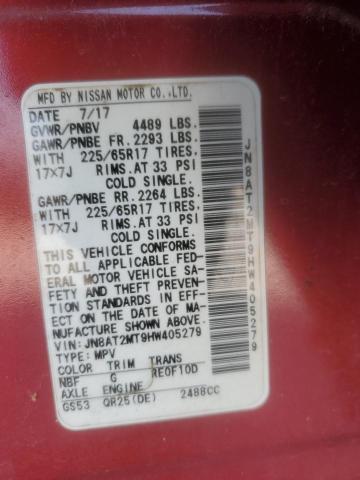 MFD BY NISSAN MOTOR CO.,LTD.
DATE 7/17
GVWR/PNBV 4489 LBS.
GAWR/PNBE FR. 2293 LBS.
WITH 225/65R17 TIRES,
17×7J RIMS.AT 33 PSI
COLD SINGLE.
GAWR/PNBE RR. 2264 LBS.
WITH 225/65R17 TIRES,
17×7J RIMS.AT 33 PSI
COLD SINGLE.
THIS VEHICLE CONFORMS
TO ALL APPLICABLE FED-
ERAL MOTOR VEHICLE SA-
FETY AND THEFT PREVEN-
TION STANDARDS IN EFF-
ECT ON THE DATE OF MA-
NUFACTURE SHOWN ABOVE.
VIN: JN8AT2MT9HW405279
TYPE: MPV
COLOR TRIM TRANS
NBF G RE0F10D
AXLE ENGINE
GS53 QR25(DE) 2488CC
JN8AT2MT9HW405279